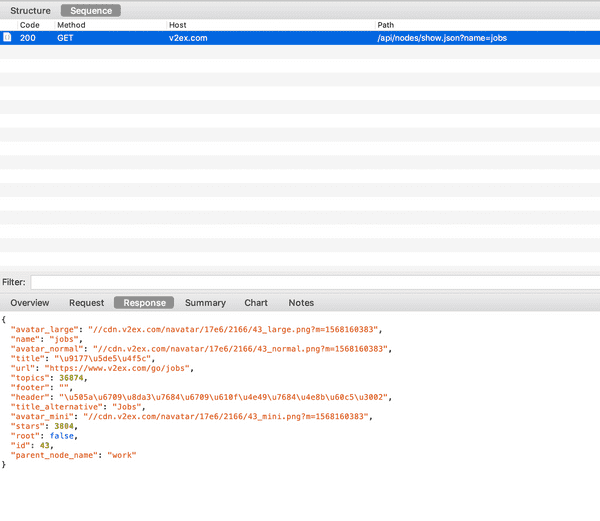 Structure Sequence
Code Method Host Path
200 GET v2ex.com /api/nodes/show.json?name=jobs
Filter:
Overview Request Response Summary Chart Notes
{
"avatar_large": "//cdn.v2ex.com/navatar/17e6/2166/43_large.png?m=1568160383",
"name": "jobs",
"avatar_normal": "//cdn.v2ex.com/navatar/17e6/2166/43_normal.png?m=1568160383",
"title": "\u9177\u5de5\u4f5c",
"url": "https://www.v2ex.com/go/jobs",
"topics": 36874,
"footer": "",
"header": "\u505a\u6709\u8da3\u7684\u6709\u610f\u4e49\u7684\u4e8b\u60c5\u3002",
"title_alternative": "Jobs",
"avatar_mini": "//cdn.v2ex.com/navatar/17e6/2166/43_mini.png?m=1568160383",
"stars": 3804,
"root": false,
"id": 43,
"parent_node_name": "work"
}